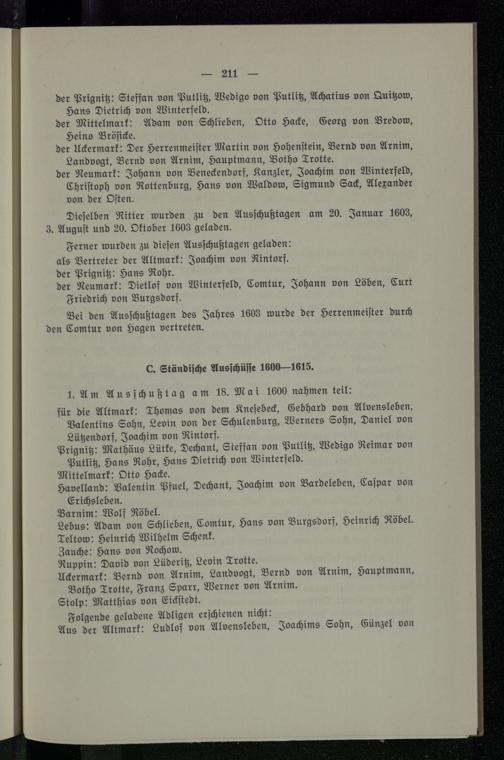 — 211 —
der Prignitz: Steffan von Putlitz, Wedigo von Putlitz, Achatius von Quitzow,
Hans Dietrich von Winterfeld.
der Mittelmark: Adam von Schlieben, Otto Hacke, Georg von Bredow,
Heino Brösicke.
der Uckermark: Der Herrenmeister Martin von Hohenstein, Bernd von Arnim,
Landvogt, Bernd von Arnim, Hauptmann, Botho Trotte.
der Neumark: Johann von Beneckendorf, Kanzler, Joachim von Winterfeld,
Christoph von Rottenburg, Hans von Waldow, Sigmund Sack, Alexander
von der Osten.
Dieselben Ritter wurden zu den Ausschußtagen am 20. Januar 1603,
3. August und 20. Oktober 1603 geladen.
Ferner wurden zu diesen Ausschußtagen geladen:
als Vertreter der Altmark: Joachim von Rintorf.
der Prignitz: Hans Rohr.
der Neumark: Dietlof von Winterfeld, Comtur, Johann von Löben, Curt
Friedrich von Burgsdorf.
Bei den Ausschußtagen des Jahres 1603 wurde der Herrenmeister durch
den Comtur von Hagen vertreten.
C. Ständische Ausschüsse 1600—1615.
1. Am Ausschußtag am 18. Mai 1600 nahmen teil:
für die Altmark: Thomas von dem Knesebeck, Gebhard von Alvensleben,
Valentins Sohn, Levin von der Schulenburg, Werners Sohn, Daniel von
Lützendorf, Joachim von Rintorf.
Prignitz: Mathäus Lütke, Dechant, Steffan von Putlitz, Wedigo Reimar von
Putlitz, Hans Rohr, Hans Dietrich von Winterfeld.
Mittelmark: Otto Hacke.
Havelland: Valentin Pfuel, Dechant, Joachim von Bardeleben, Caspar von
Erichsleben.
Barnim: Wolf Röbel.
Lebus: Adam von Schlieben, Comtur, Hans von Burgsdorf, Heinrich Röbel.
Teltow: Heinrich Wilhelm Schenk.
Zauche: Hans von Rochow.
Ruppin: David von Lüderitz, Levin Trotte.
Uckermark: Bernd von Arnim, Landvogt, Bernd von Arnim, Hauptmann,
Botho Trotte, Franz Sparr, Werner von Arnim.
Stolp: Matthias von Eickstedt.
Folgende geladene Adligen erschienen nicht:
Aus der Altmark: Ludlof von Alvensleben, Joachims Sohn, Günzel von